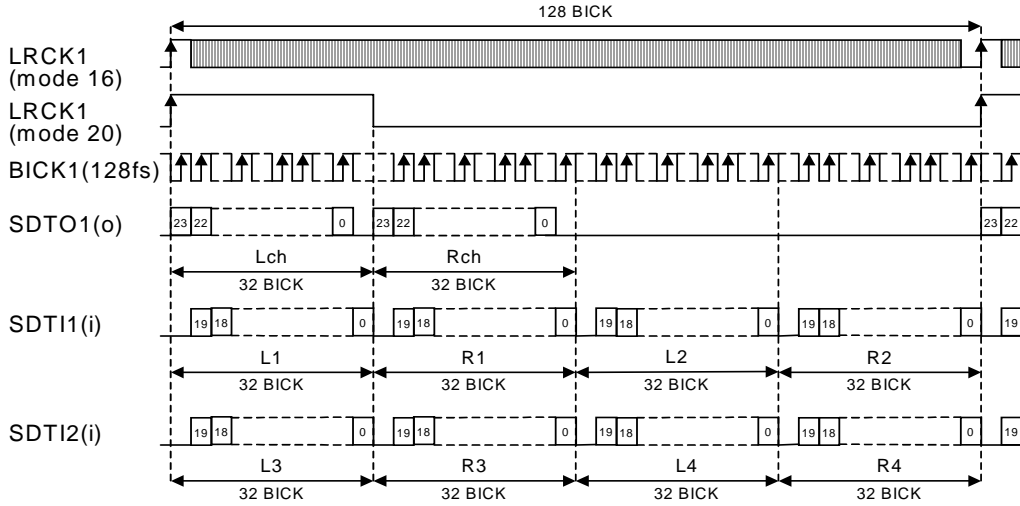 128 BICK
LRCK1
(mode 16)
LRCK1
(mode 20)
BICK1(128fs)
SDTO1(o)
23 22 0 23 22 0 23 22
Lch Rch
32 BICK 32 BICK
SDTI1(i)
19 18 0 19 18 0 19 18 0 19 18 0 19
L1 R1 L2 R2
32 BICK 32 BICK 32 BICK 32 BICK
SDTI2(i)
19 18 0 19 18 0 19 18 0 19 18 0 19
L3 R3 L4 R4
32 BICK 32 BICK 32 BICK 32 BICK